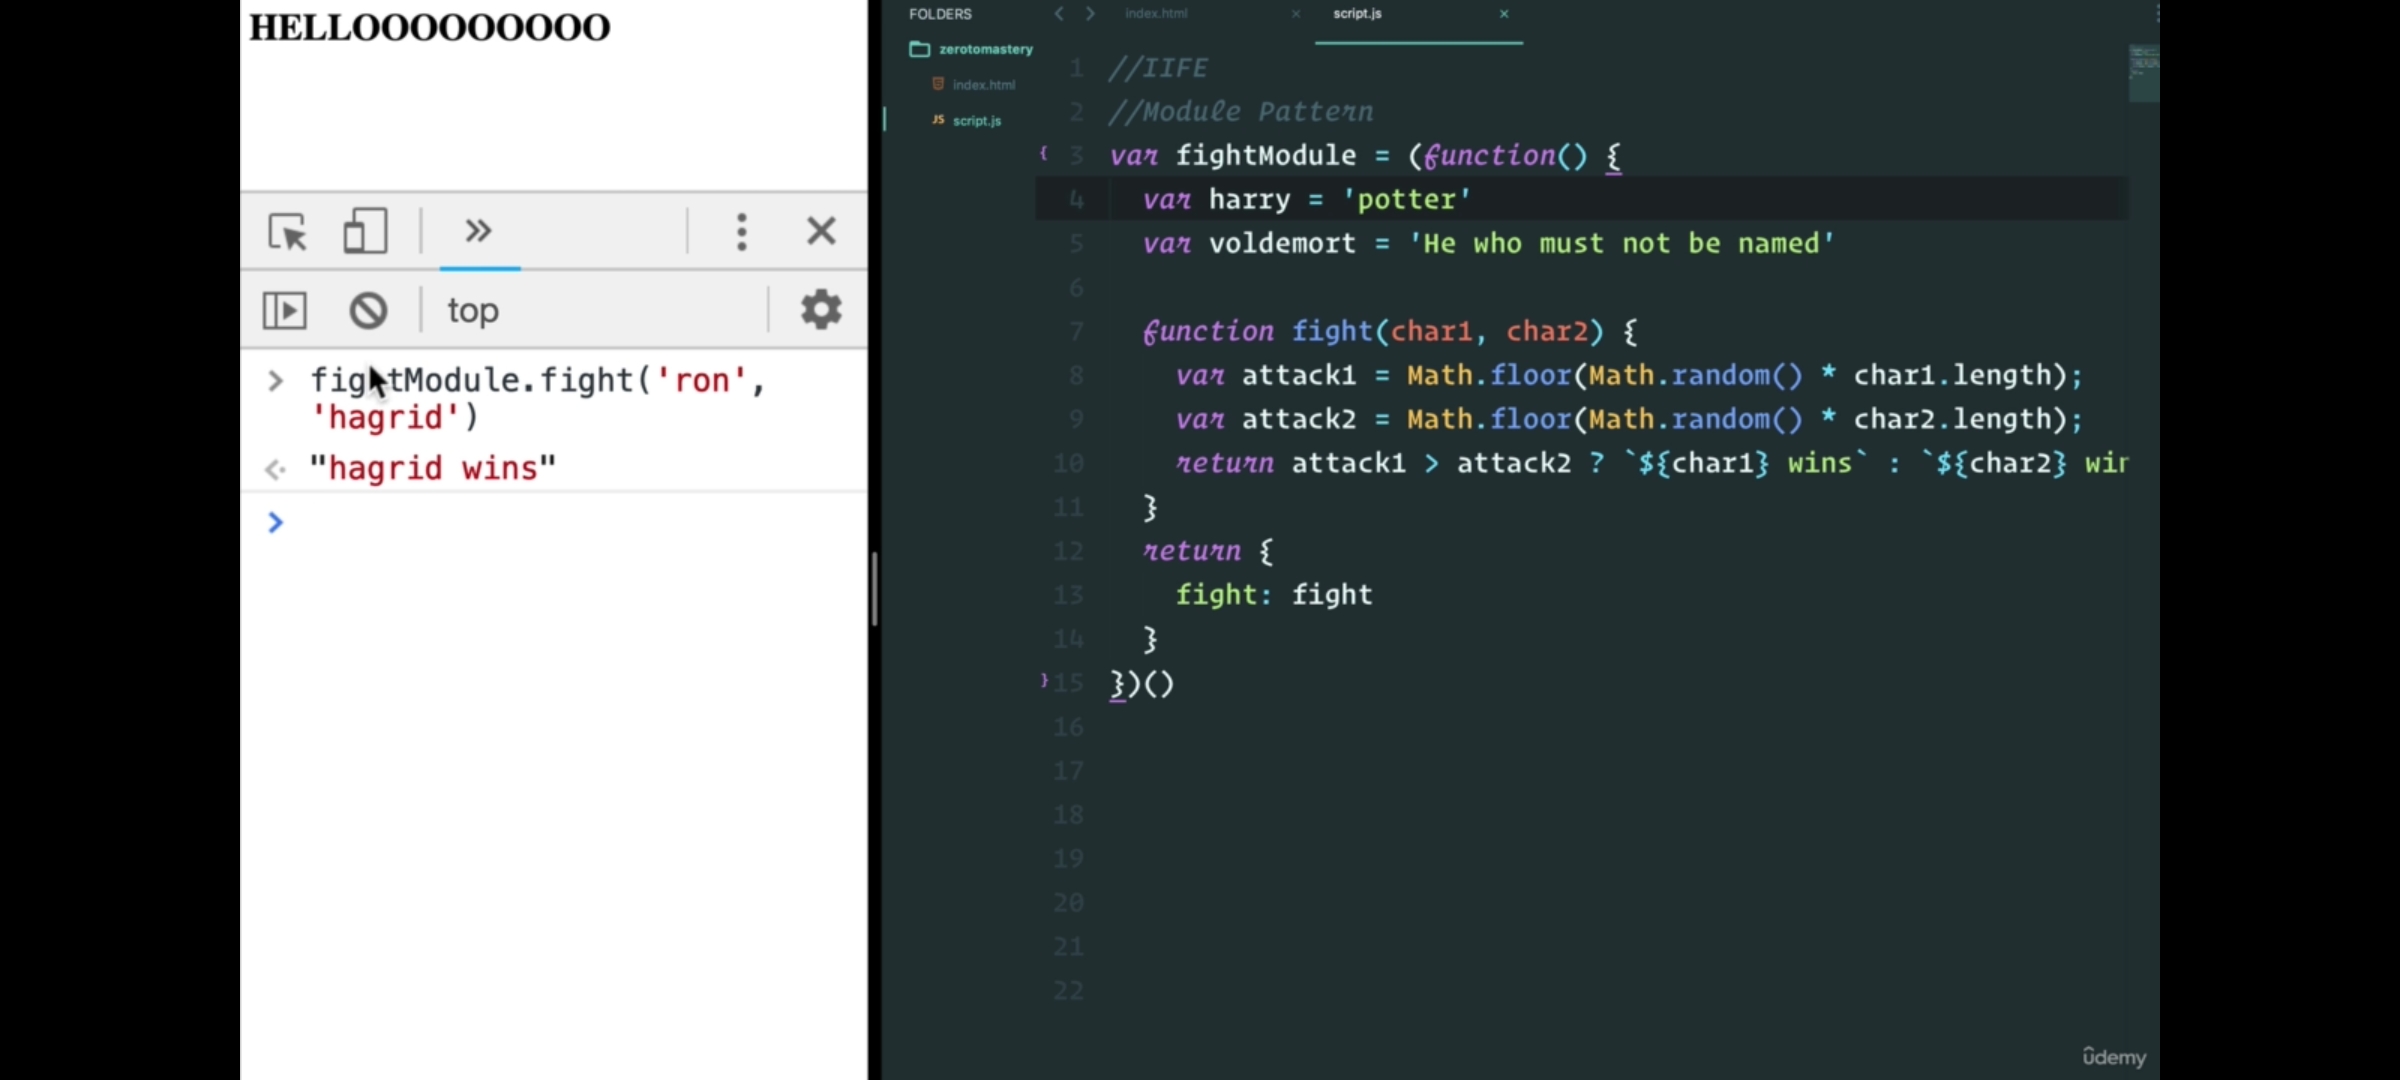 HELLOOOOOOOOO
top
fightModule.fight('ron',
'hagrid')
"hagrid wins"
FOLDERS
zerotomastery
index.html
JS script.js
index.html
script.js
1 //IIFE
2 //Module Pattern
3 var fightModule = (function() {
4 var harry = 'potter'
5 var voldemort = 'He who must not be named'
6
7 function fight(char1, char2) {
8 var attack1 = Math.floor(Math.random() * char1.length);
9 var attack2 = Math.floor(Math.random() * char2.length);
10 return attack1 > attack2 ? `${char1} wins` : `${char2} win
11 }
12 return {
13 fight: fight
14 }
15 })()
16
17
18
19
20
21
22
ûdemy